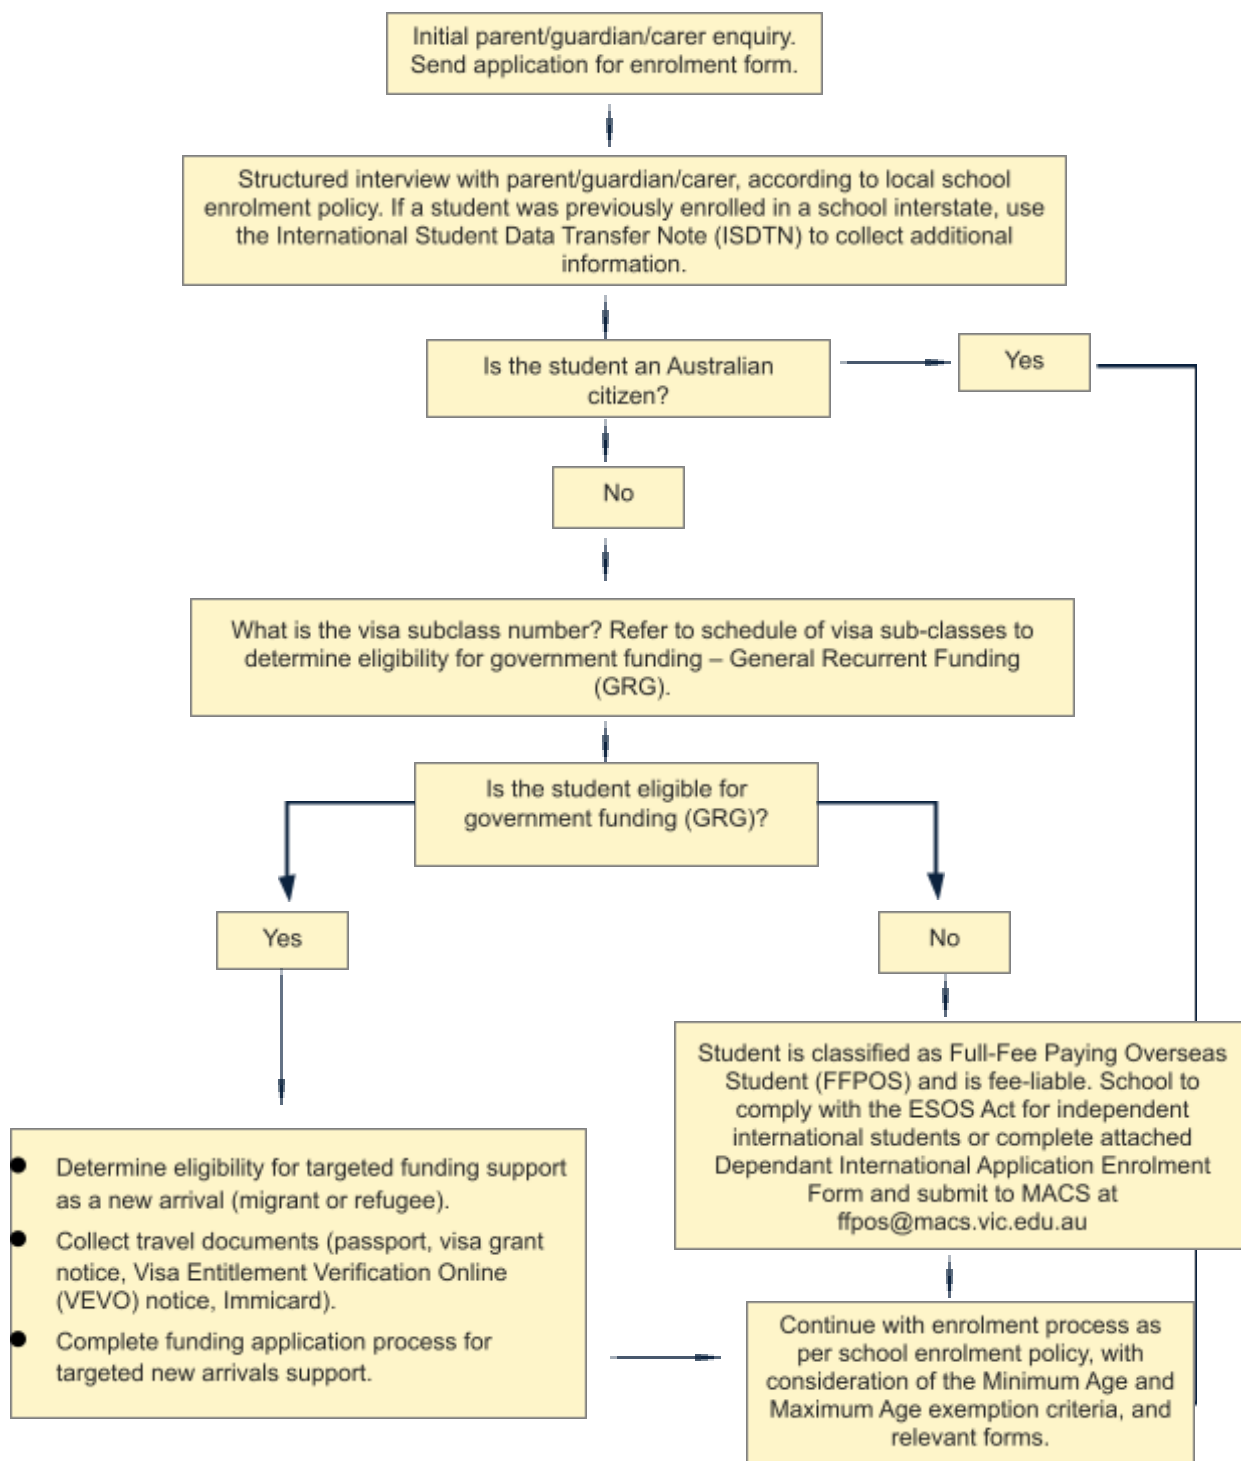 Initial parent/guardian/carer enquiry.
Send application for enrolment form.
Structured interview with parent/guardian/carer, according to local school
enrolment policy. If a student was previously enrolled in a school interstate, use
the International Student Data Transfer Note (ISDTN) to collect additional
information.
Is the student an Australian
citizen?
Yes
No
What is the visa subclass number? Refer to schedule of visa sub-classes to
determine eligibility for government funding – General Recurrent Funding
(GRG).
Is the student eligible for
government funding (GRG)?
Yes
No
Student is classified as Full-Fee Paying Overseas
Student (FFPOS) and is fee-liable. School to
comply with the ESOS Act for independent
international students or complete attached
Dependant International Application Enrolment
Form and submit to MACS at
ffpos@macs.vic.edu.au
● Determine eligibility for targeted funding support
as a new arrival (migrant or refugee).
● Collect travel documents (passport, visa grant
notice, Visa Entitlement Verification Online
(VEVO) notice, Immicard).
● Complete funding application process for
targeted new arrivals support.
Continue with enrolment process as
per school enrolment policy, with
consideration of the Minimum Age and
Maximum Age exemption criteria, and
relevant forms.